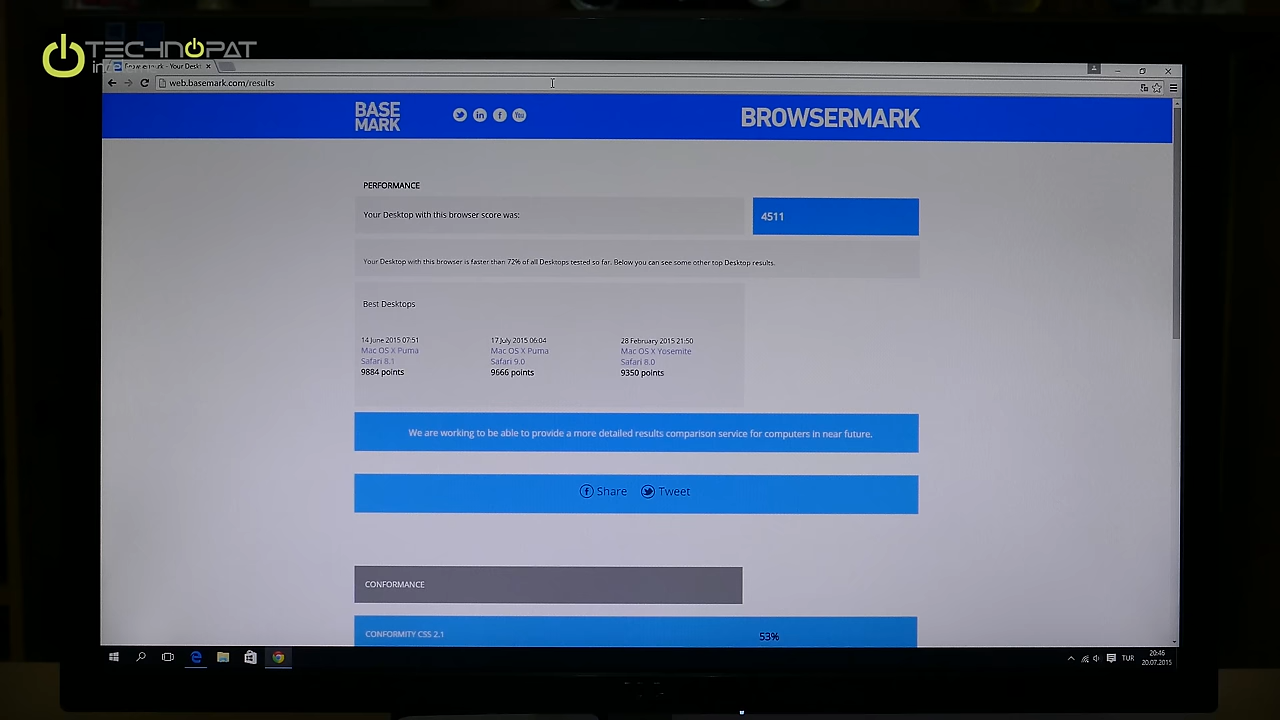 TECHNOPAT
web.basemark.com/results
BASE
MARK
BROWSERMARK
PERFORMANCE
Your Desktop with this browser score was:
4511
Your Desktop with this browser is faster than 72% of all Desktops tested so far. Below you can see some other top Desktop results.
Best Desktops
14 June 2015 07:51
Mac OS X Puma
Safari 8.1
9884 points
17 July 2015 06:04
Mac OS X Puma
Safari 9.0
9666 points
28 February 2015 21:50
Mac OS X Yosemite
Safari 8.0
9350 points
We are working to be able to provide a more detailed results comparison service for computers in near future.
Share Tweet
CONFORMANCE
CONFORMITY CSS 2.1 53%
TUR
20:46
20.07.2015